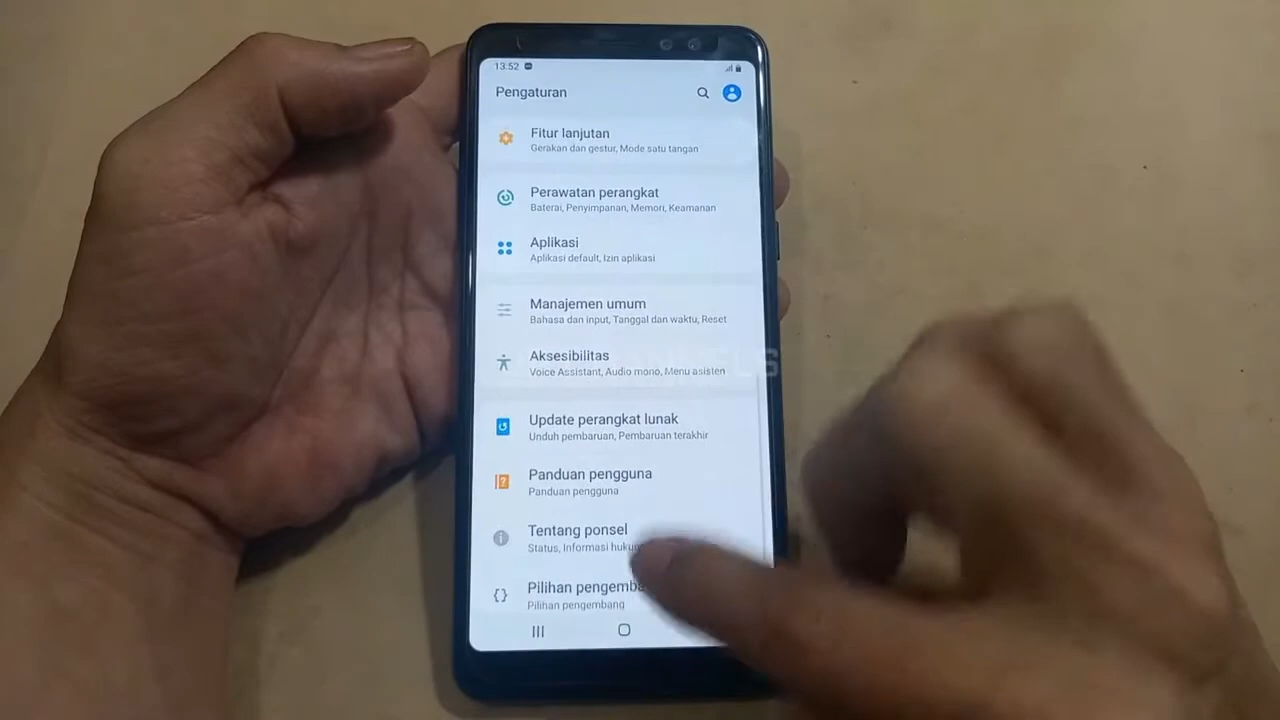 13.52
Pengaturan
Fitur lanjutan
Gerakan dan gestur, Mode satu tangan
Perawatan perangkat
Baterai, Penyimpanan, Memori, Keamanan
Aplikasi
Aplikasi default, Izin aplikasi
Manajemen umum
Bahasa dan input, Tanggal dan waktu, Reset
Aksesibilitas
Voice Assistant, Audio mono, Menu asisten
Update perangkat lunak
Unduh pembaruan, Pembaruan terakhir
Panduan pengguna
Panduan pengguna
Tentang ponsel
Status, Informasi
Pilihan
Pilihan pengembang